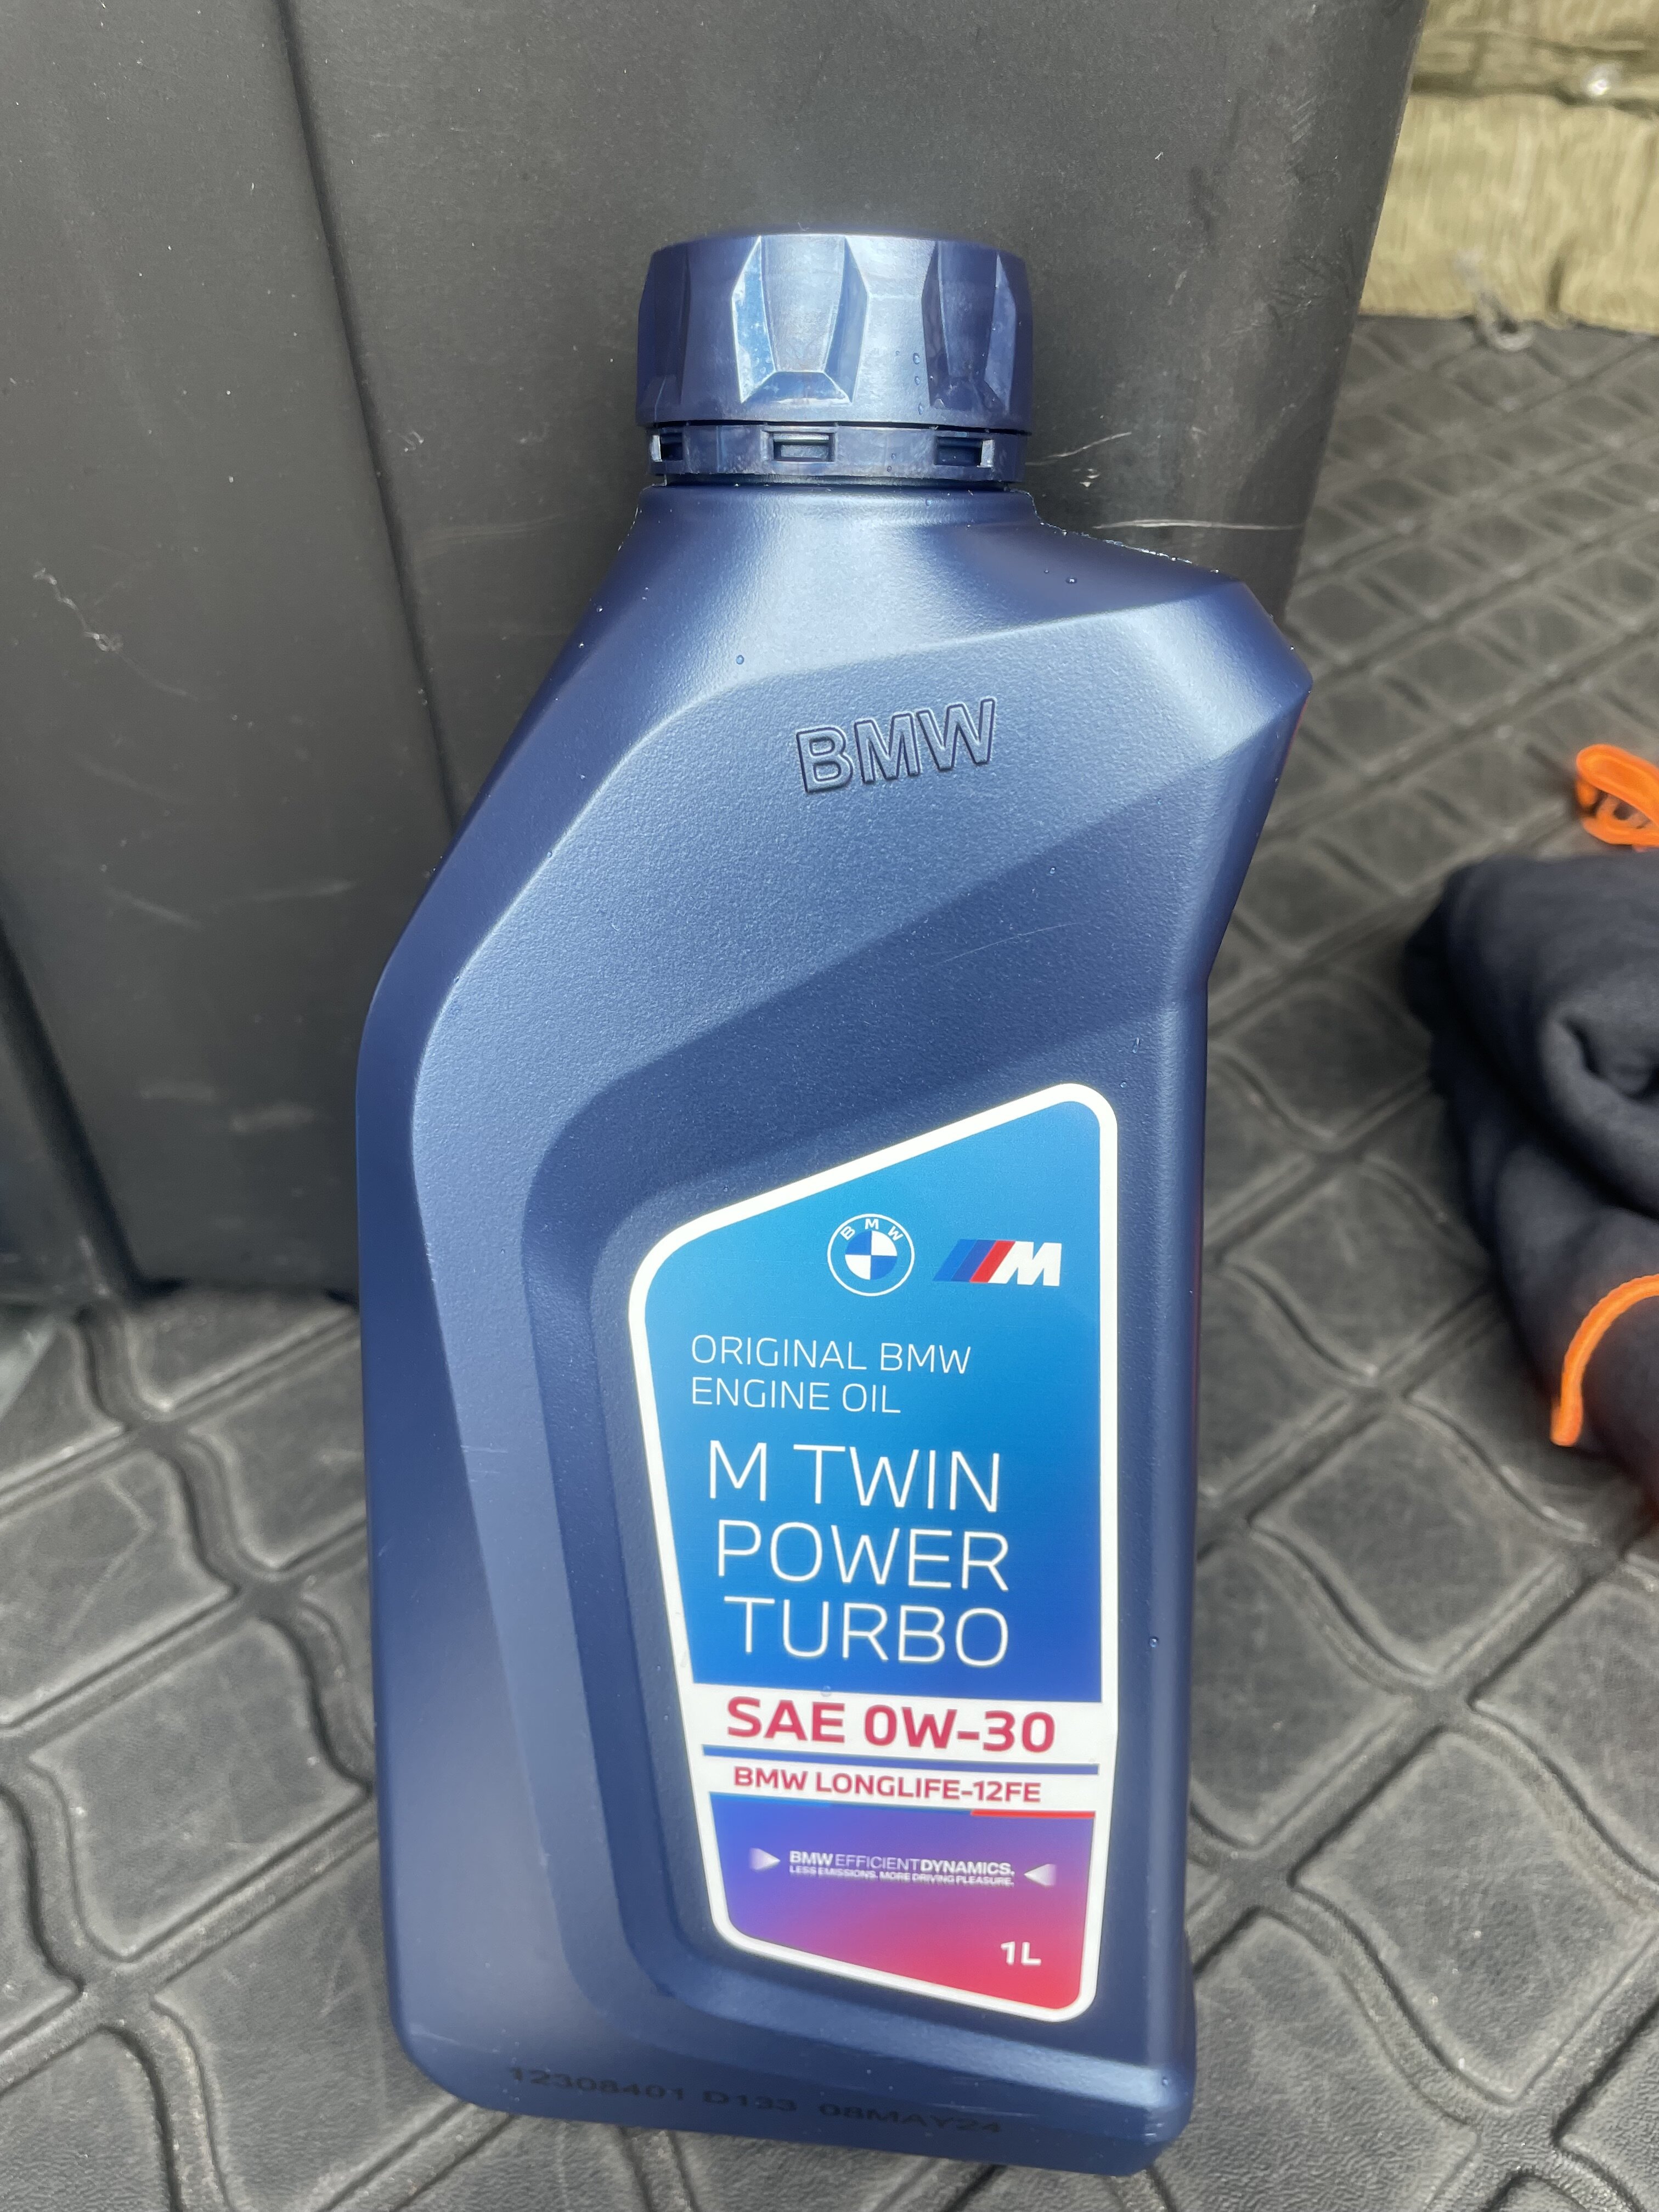 BMW
BMW
M
ORIGINAL BMW
ENGINE OIL
M TWIN
POWER
TURBO
SAE 0W-30
BMW LONGLIFE-12FE
BMW EFFICIENTDYNAMICS.
LESS EMISSIONS. MORE DRIVING PLEASURE.
1L
12308401 D133 08MAY24